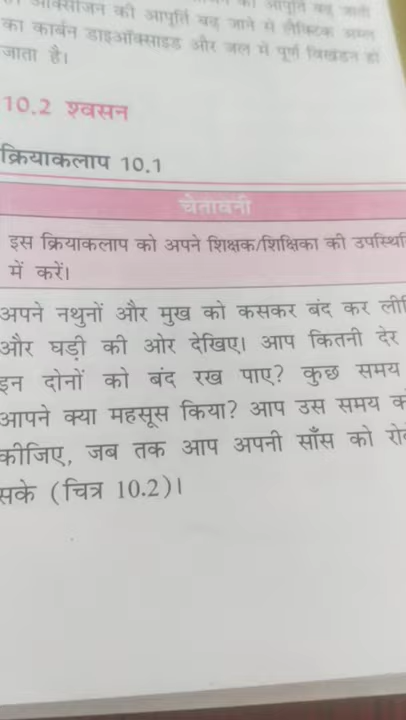 ऑक्सीजन की आपूर्ति बढ़ जाने से लैक्टिक अम्ल
का कार्बन डाइऑक्साइड और जल में पूर्ण विखंडन हो
जाता है।
10.2 श्वसन
क्रियाकलाप 10.1
चेतावनी
इस क्रियाकलाप को अपने शिक्षक/शिक्षिका की उपस्थि
में करें।
अपने नथुनों और मुख को कसकर बंद कर ली
और घड़ी की ओर देखिए। आप कितनी देर
इन दोनों को बंद रख पाए? कुछ समय
आपने क्या महसूस किया? आप उस समय क
कीजिए, जब तक आप अपनी साँस को रो
सके (चित्र 10.2)।